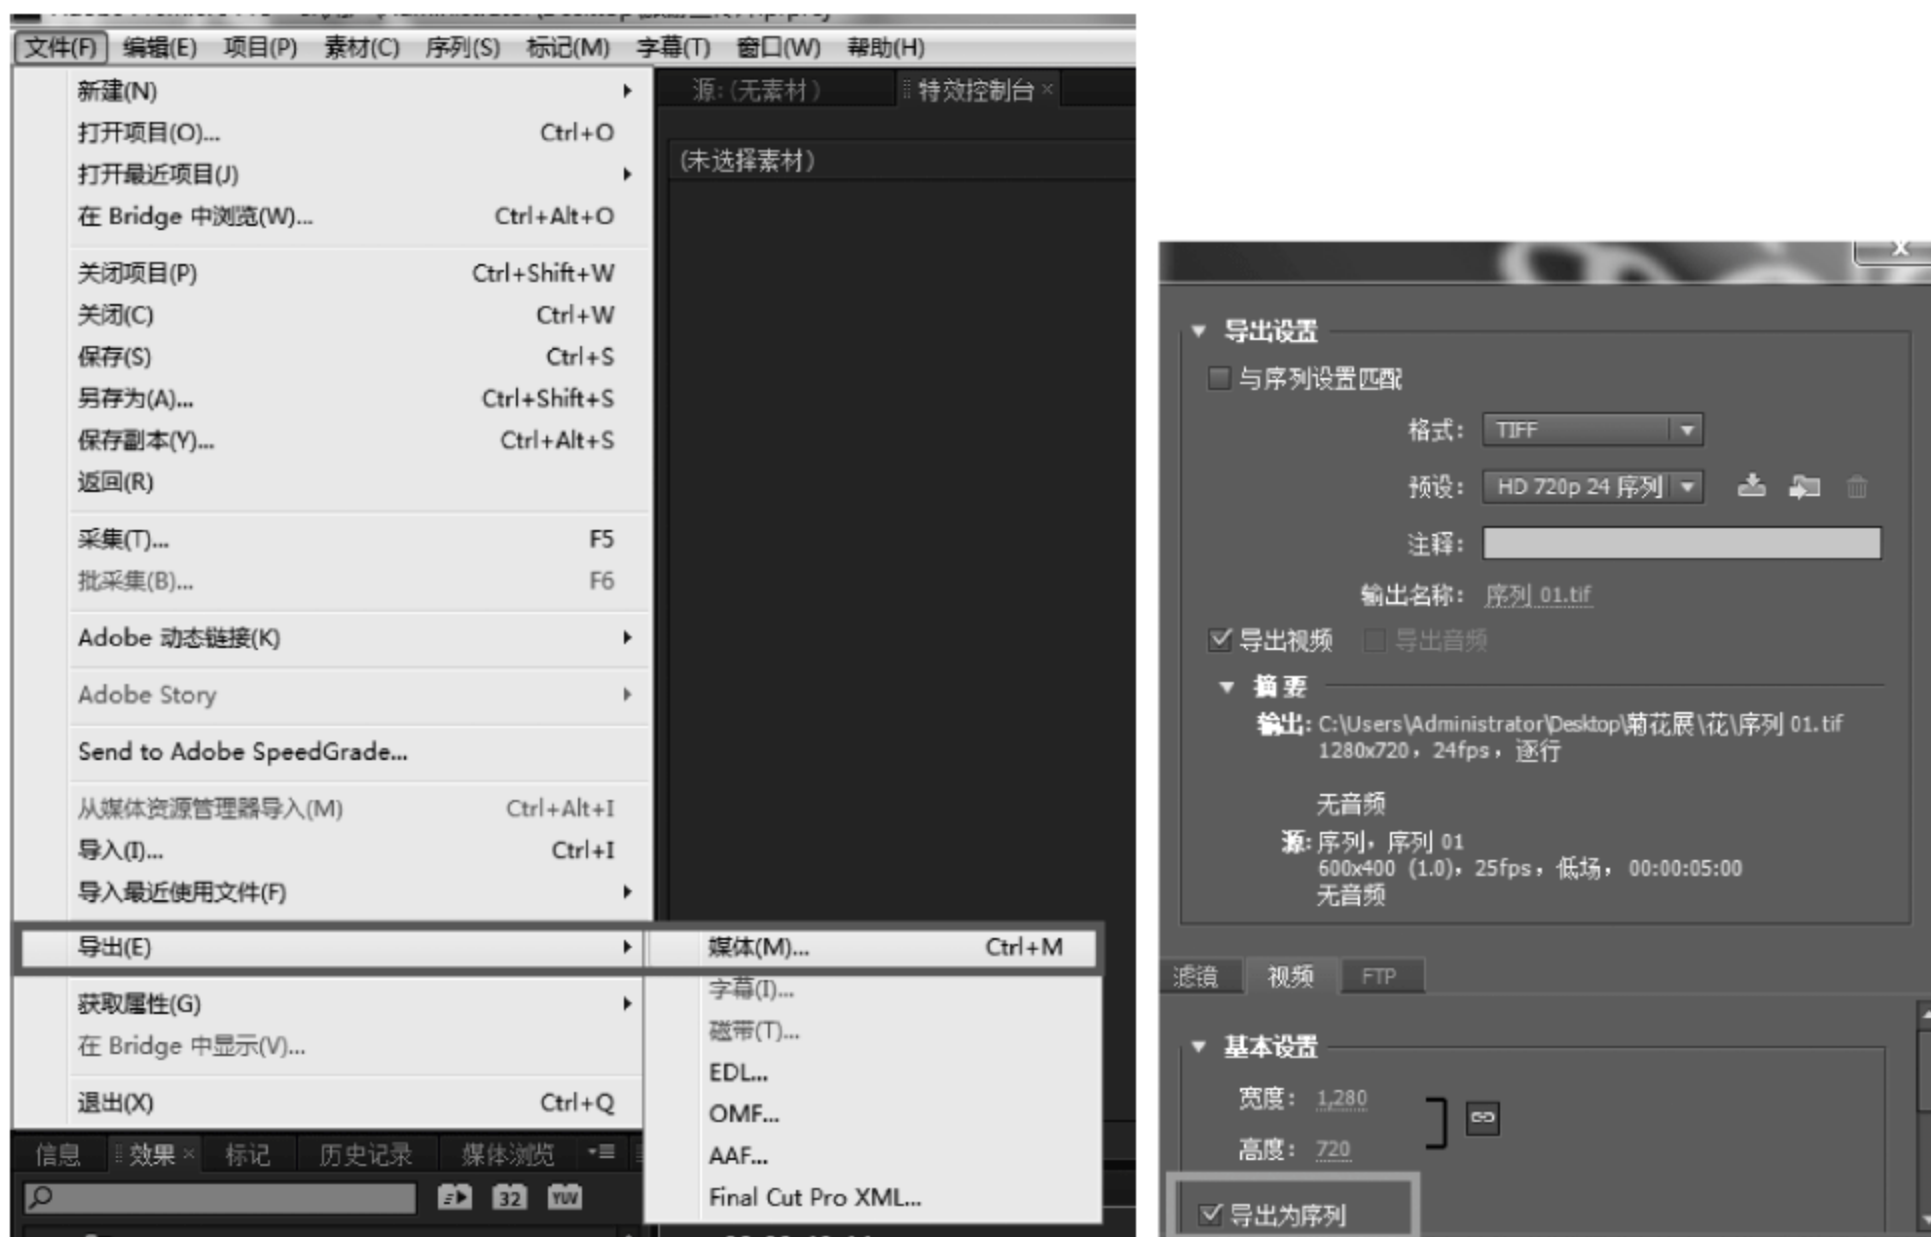 文件(F) 编辑(E) 项目(P) 素材(C) 序列(S) 标记(M) 字幕(T) 窗口(W) 帮助(H)
新建(N)
打开项目(O)... Ctrl+O
打开最近项目(J)
在 Bridge 中浏览(W)... Ctrl+Alt+O
关闭项目(P) Ctrl+Shift+W
关闭(C) Ctrl+W
保存(S) Ctrl+S
另存为(A)... Ctrl+Shift+S
保存副本(Y)... Ctrl+Alt+S
返回(R)
采集(T)... F5
批采集(B)... F6
Adobe 动态链接(K)
Adobe Story
Send to Adobe SpeedGrade...
从媒体资源管理器导入(M) Ctrl+Alt+I
导入(I)... Ctrl+I
导入最近使用文件(F)
导出(E)
获取属性(G)
在 Bridge 中显示(V)...
退出(X) Ctrl+Q
媒体(M)... Ctrl+M
字幕(I)...
磁带(T)...
EDL...
OMF...
AAF...
Final Cut Pro XML...
源: (无素材) 特效控制台 ×
(未选择素材)
信息 效果 × 标记 历史记录 媒体浏览
32 YUV
x
导出设置
与序列设置匹配
格式: TIFF
预设: HD 720p 24 序列
注释:
输出名称: 序列 01.tif
导出视频 导出音频
摘要
输出: C:\Users\Administrator\Desktop\菊花展\花\序列 01.tif
1280x720，24fps，逐行
无音频
源: 序列，序列 01
600x400 (1.0)，25fps，低场，00:00:05:00
无音频
滤镜 视频 FTP
基本设置
宽度: 1,280
高度: 720
导出为序列